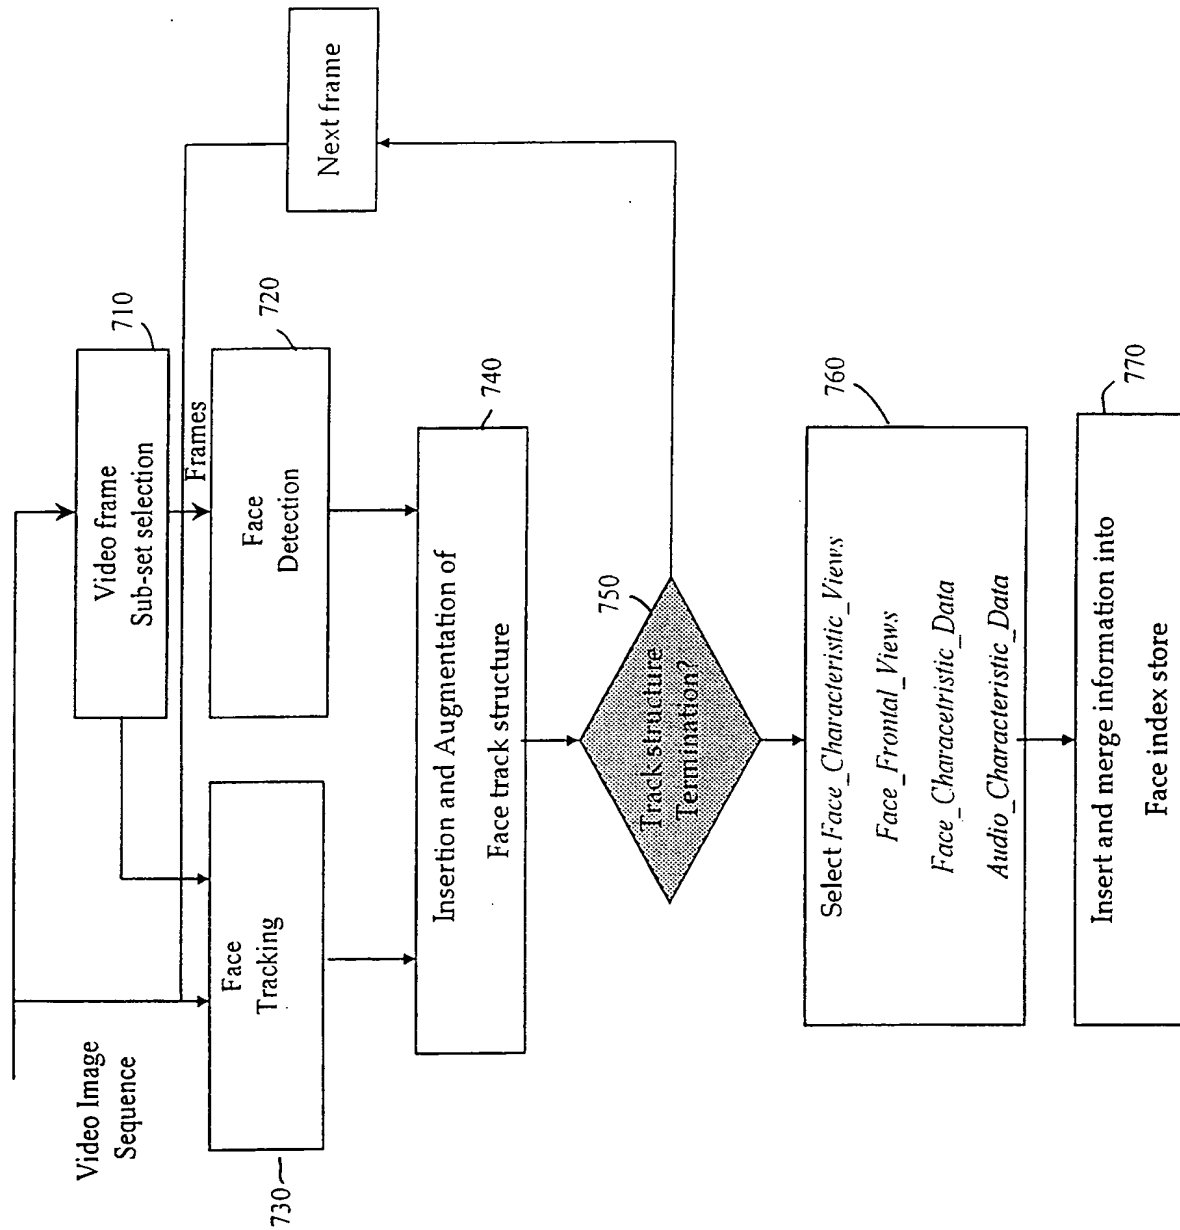 Video Image
Sequence
Video frame
Sub-set selection
710
Frames
Next frame
Face
Tracking
730
Face
Detection
720
Insertion and Augmentation of
Face track structure
740
Track structure
Termination?
750
Select Face_Characteristic_Views
Face_Frontal_Views
Face_Characetristic_Data
Audio_Characteristic_Data
760
Insert and merge information into
Face index store
770